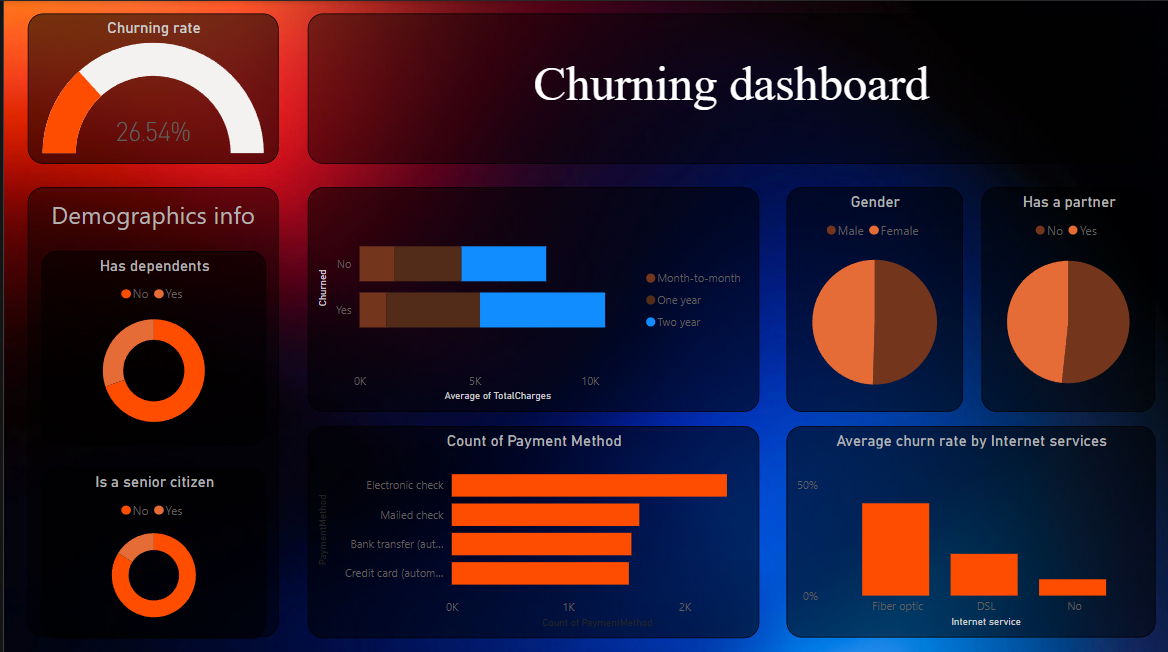 Churning rate
26.54%
Churning dashboard
Demographics info
Has dependents
No Yes
Is a senior citizen
No Yes
Churned
No
Yes
0K 5K 10K
Average of TotalCharges
Month-to-month
One year
Two year
Gender
Male Female
Has a partner
No Yes
Count of Payment Method
PaymentMethod
Electronic check
Mailed check
Bank transfer (aut...
Credit card (autom...
0K 1K 2K
Count of PaymentMethod
Average churn rate by Internet services
50%
0%
Fiber optic DSL No
Internet service